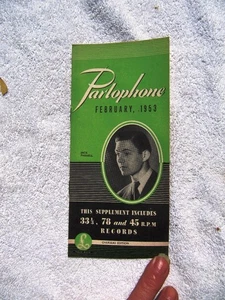 Parlophone
FEBRUARY, 1953
THIS SUPPLEMENT INCLUDES
33⅓, 78 and 45 R.P.M
RECORDS